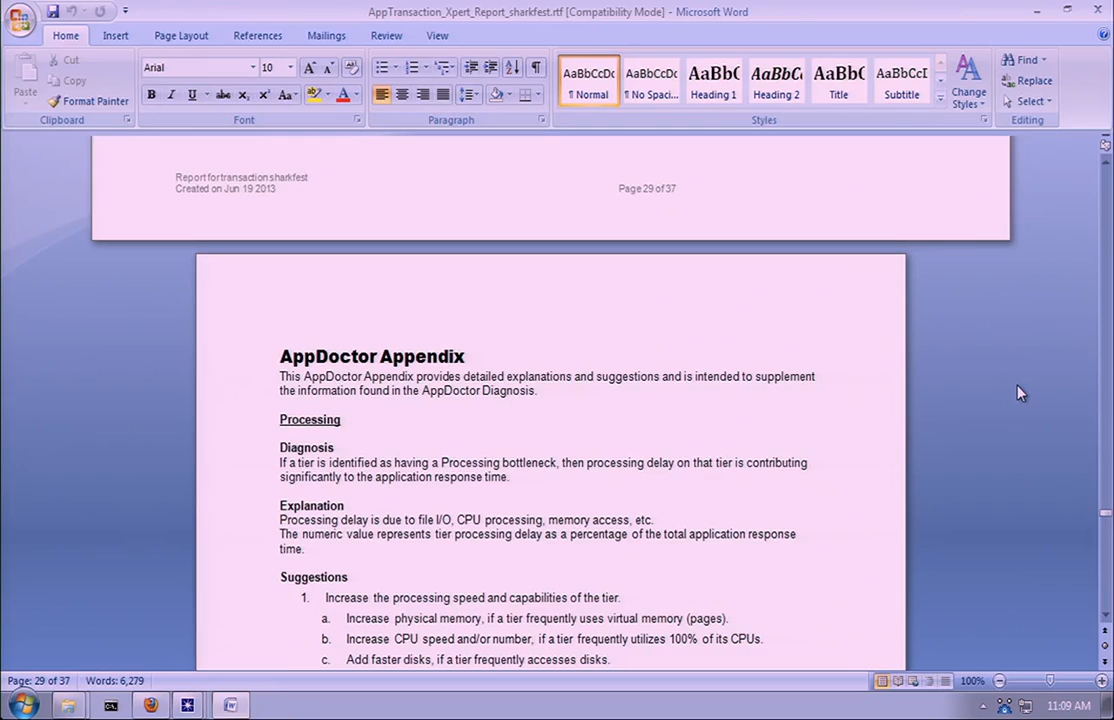 AppTransaction_Xpert_Report_sharkfest.rtf [Compatibility Mode] - Microsoft Word
Home Insert Page Layout References Mailings Review View
Paste
Cut
Copy
Format Painter
Clipboard
Arial 10
B I U abc X₂ X² Aa A
Font
Paragraph
AaBbCcDc AaBbCcDc AaBb(C AaBbCc AaBb(C AaBbCcI
¶ Normal ¶ No Spaci... Heading 1 Heading 2 Title Subtitle
Change Styles
Styles
Find
Replace
Select
Editing
Report for transaction sharkfest
Created on Jun 19 2013
Page 29 of 37
AppDoctor Appendix
This AppDoctor Appendix provides detailed explanations and suggestions and is intended to supplement
the information found in the AppDoctor Diagnosis.
Processing
Diagnosis
If a tier is identified as having a Processing bottleneck, then processing delay on that tier is contributing
significantly to the application response time.
Explanation
Processing delay is due to file I/O, CPU processing, memory access, etc.
The numeric value represents tier processing delay as a percentage of the total application response
time.
Suggestions
1. Increase the processing speed and capabilities of the tier.
a. Increase physical memory, if a tier frequently uses virtual memory (pages).
b. Increase CPU speed and/or number, if a tier frequently utilizes 100% of its CPUs.
c. Add faster disks, if a tier frequently accesses disks.
Page: 29 of 37 Words: 6,279 100%
11:09 AM